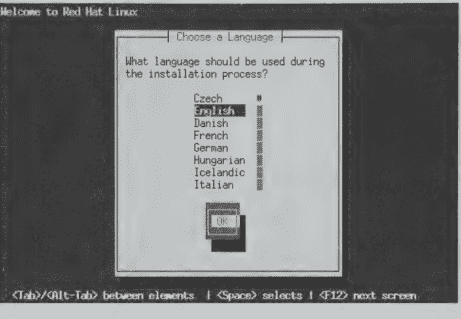 Welcome to Red Hat Linux
Choose a Language
What language should be used during
the installation process?
Czech
English
Danish
French
German
Hungarian
Icelandic
Italian
OK
<Tab>/<Alt-Tab> between elements | <Space> selects | <F12> next screen